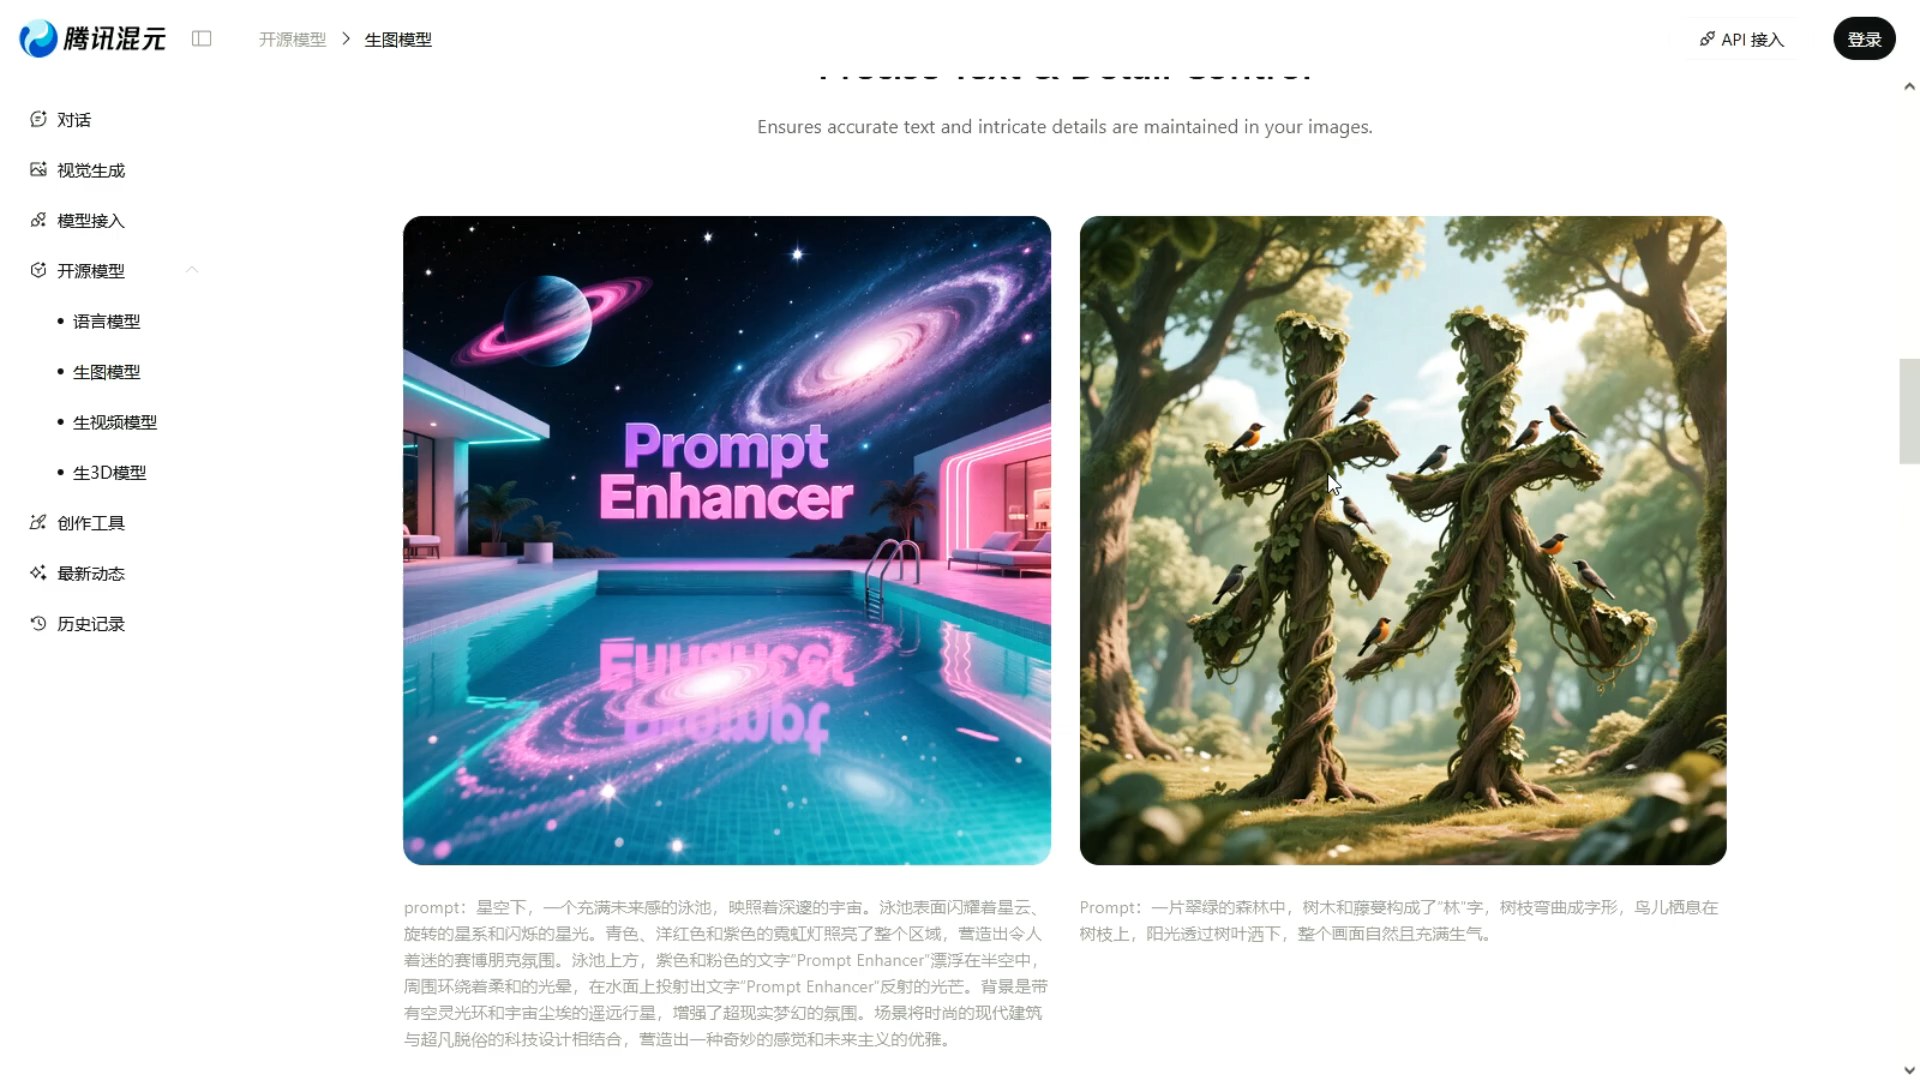 腾讯混元
开源模型 > 生图模型
API 接入
登录
对话
视觉生成
模型接入
开源模型
• 语言模型
• 生图模型
• 生视频模型
• 生3D模型
创作工具
最新动态
历史记录
Precise Text & Detail Control
Ensures accurate text and intricate details are maintained in your images.
Prompt
Enhancer
林
prompt：星空下，一个充满未来感的泳池，映照着深邃的宇宙。泳池表面闪耀着星云、
旋转的星系和闪烁的星光。青色、洋红色和紫色的霓虹灯照亮了整个区域，营造出令人
着迷的赛博朋克氛围。泳池上方，紫色和粉色的文字“Prompt Enhancer”漂浮在半空中，
周围环绕着柔和的光晕，在水面上投射出文字“Prompt Enhancer”反射的光芒。背景是带
有空灵光环和宇宙尘埃的遥远行星，增强了超现实梦幻的氛围。场景将时尚的现代建筑
与超凡脱俗的科技设计相结合，营造出一种奇妙的感觉和未来主义的优雅。
Prompt：一片翠绿的森林中，树木和藤蔓构成了“林”字，树枝弯曲成字形，鸟儿栖息在
树枝上，阳光透过树叶洒下，整个画面自然且充满生气。